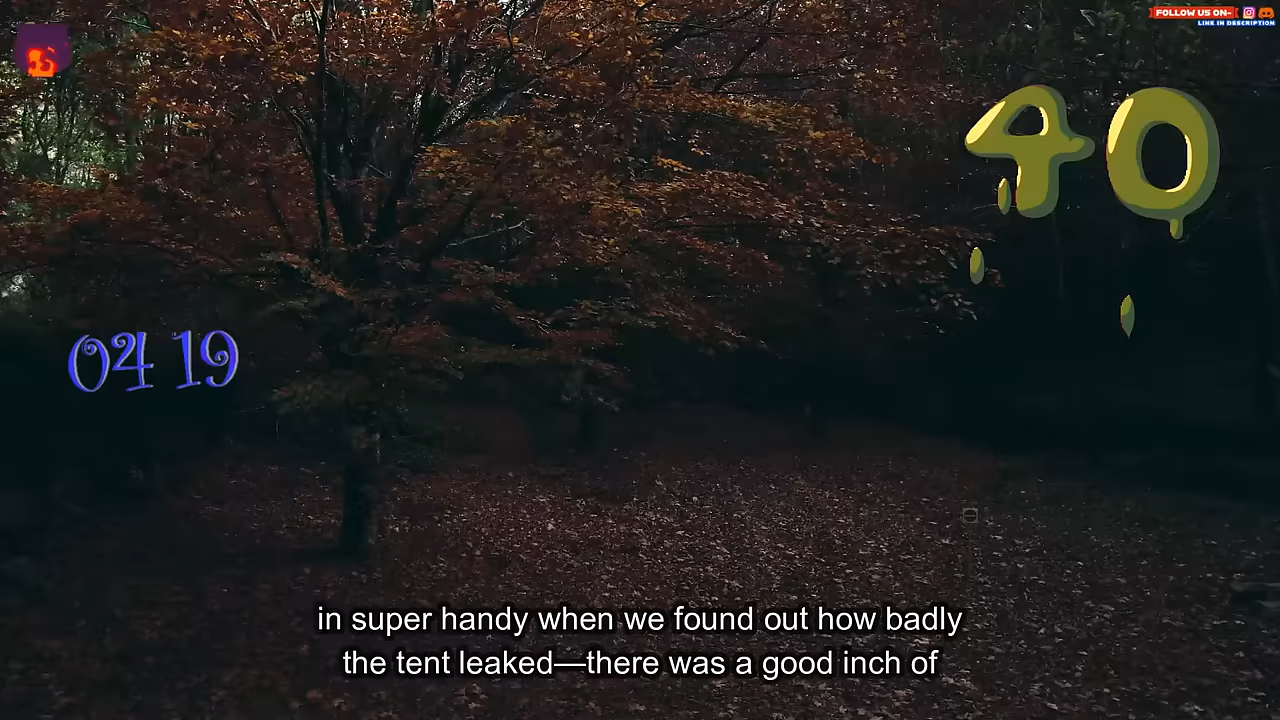 FOLLOW US ON-
LINK IN DESCRIPTION
40
04 19
in super handy when we found out how badly
the tent leaked—there was a good inch of